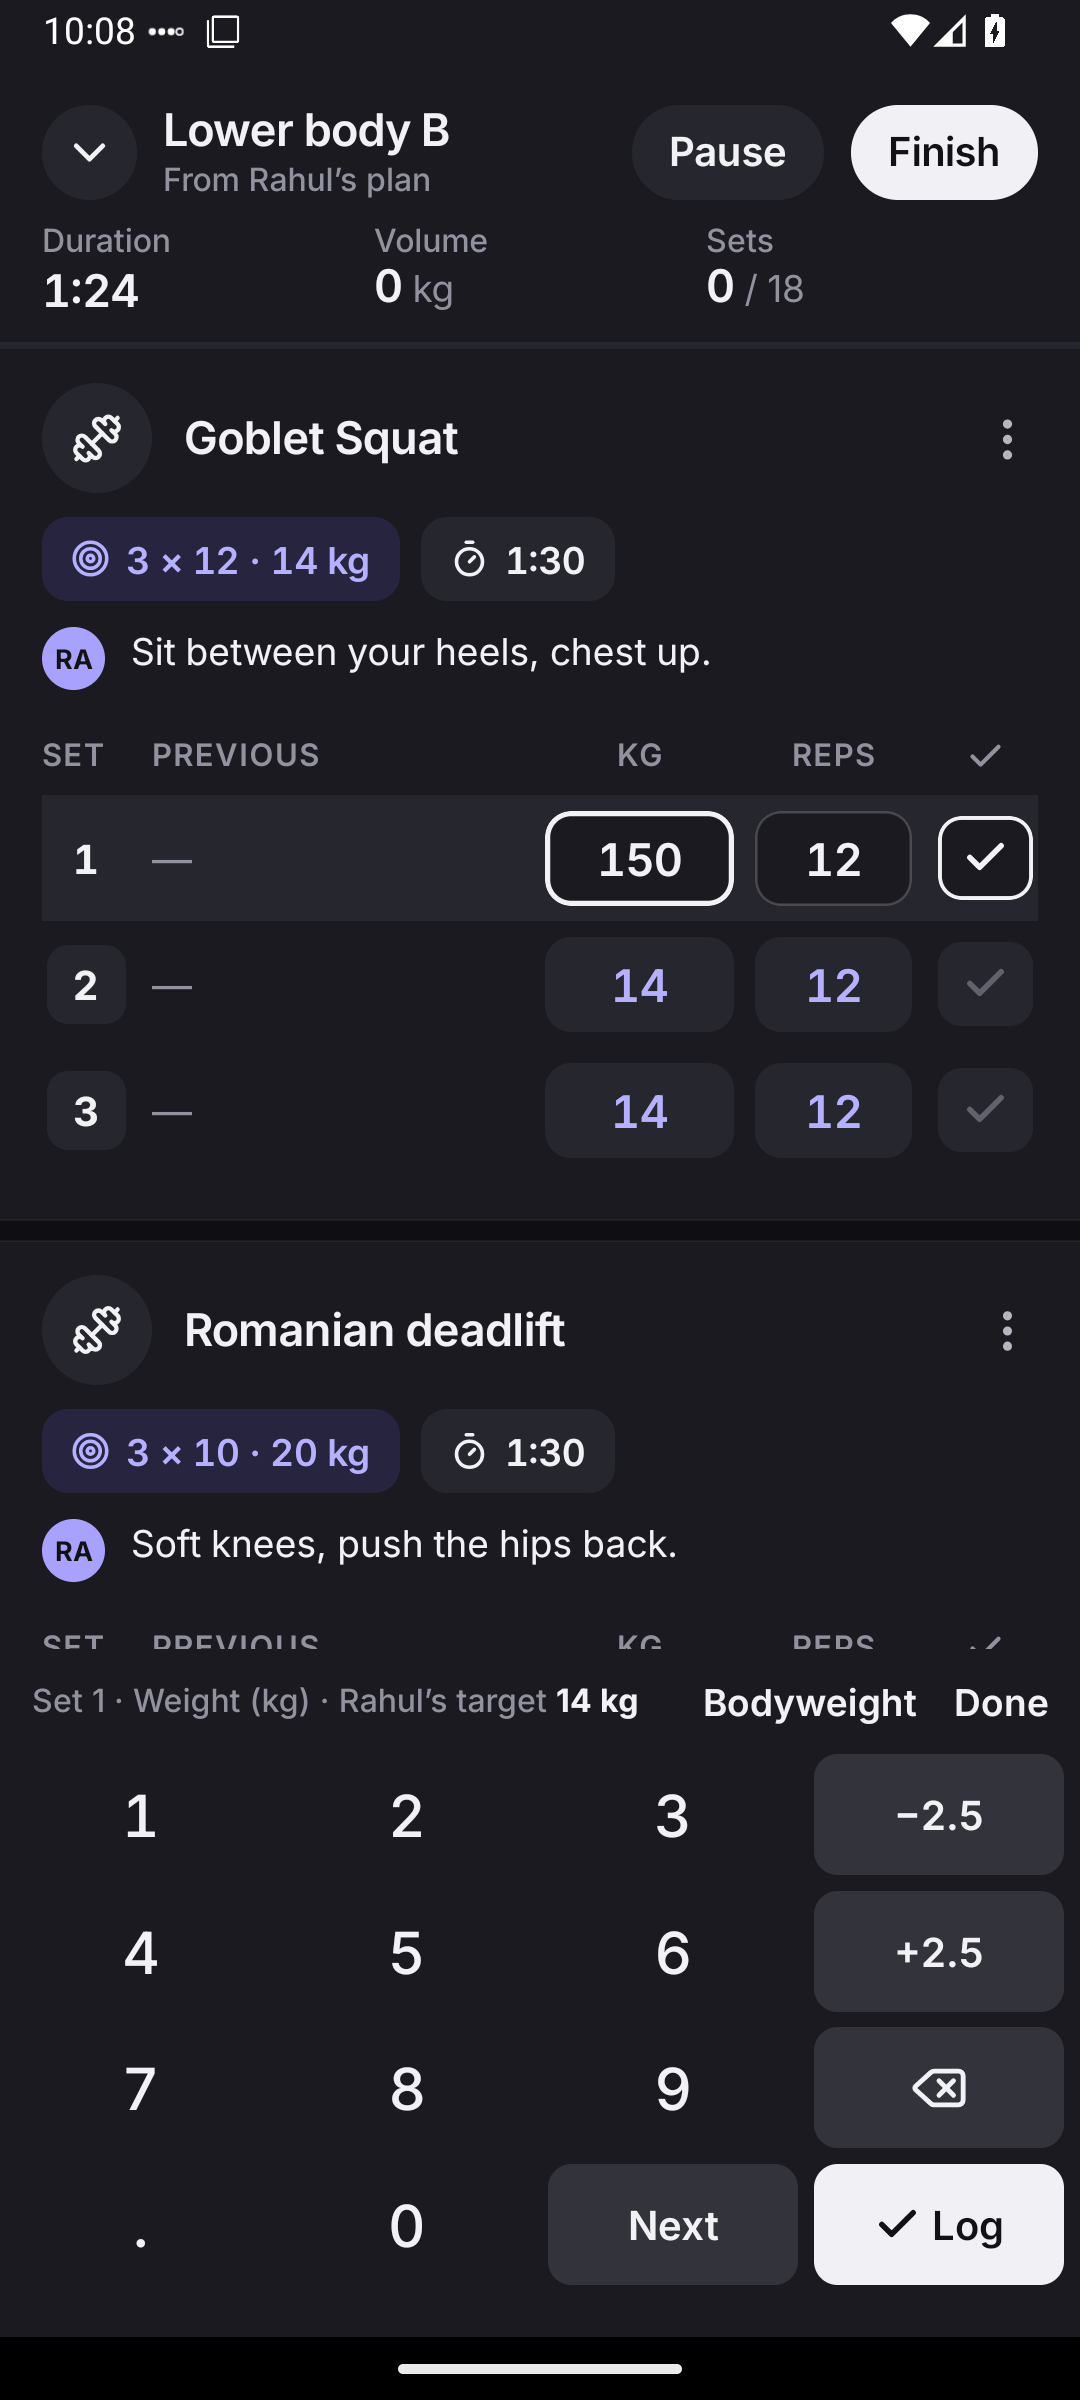 10:08
Lower body B
From Rahul’s plan
Pause
Finish
Duration
Volume
Sets
1:24
0 kg
0 / 18
Goblet Squat
3 × 12 · 14 kg
1:30
RA
Sit between your heels, chest up.
SET PREVIOUS KG REPS
1 — 150 12
2 — 14 12
3 — 14 12
Romanian deadlift
3 × 10 · 20 kg
1:30
RA
Soft knees, push the hips back.
SET PREVIOUS KG REPS
Set 1 · Weight (kg) · Rahul’s target 14 kg
Bodyweight
Done
1 2 3 −2.5
4 5 6 +2.5
7 8 9
. 0 Next Log